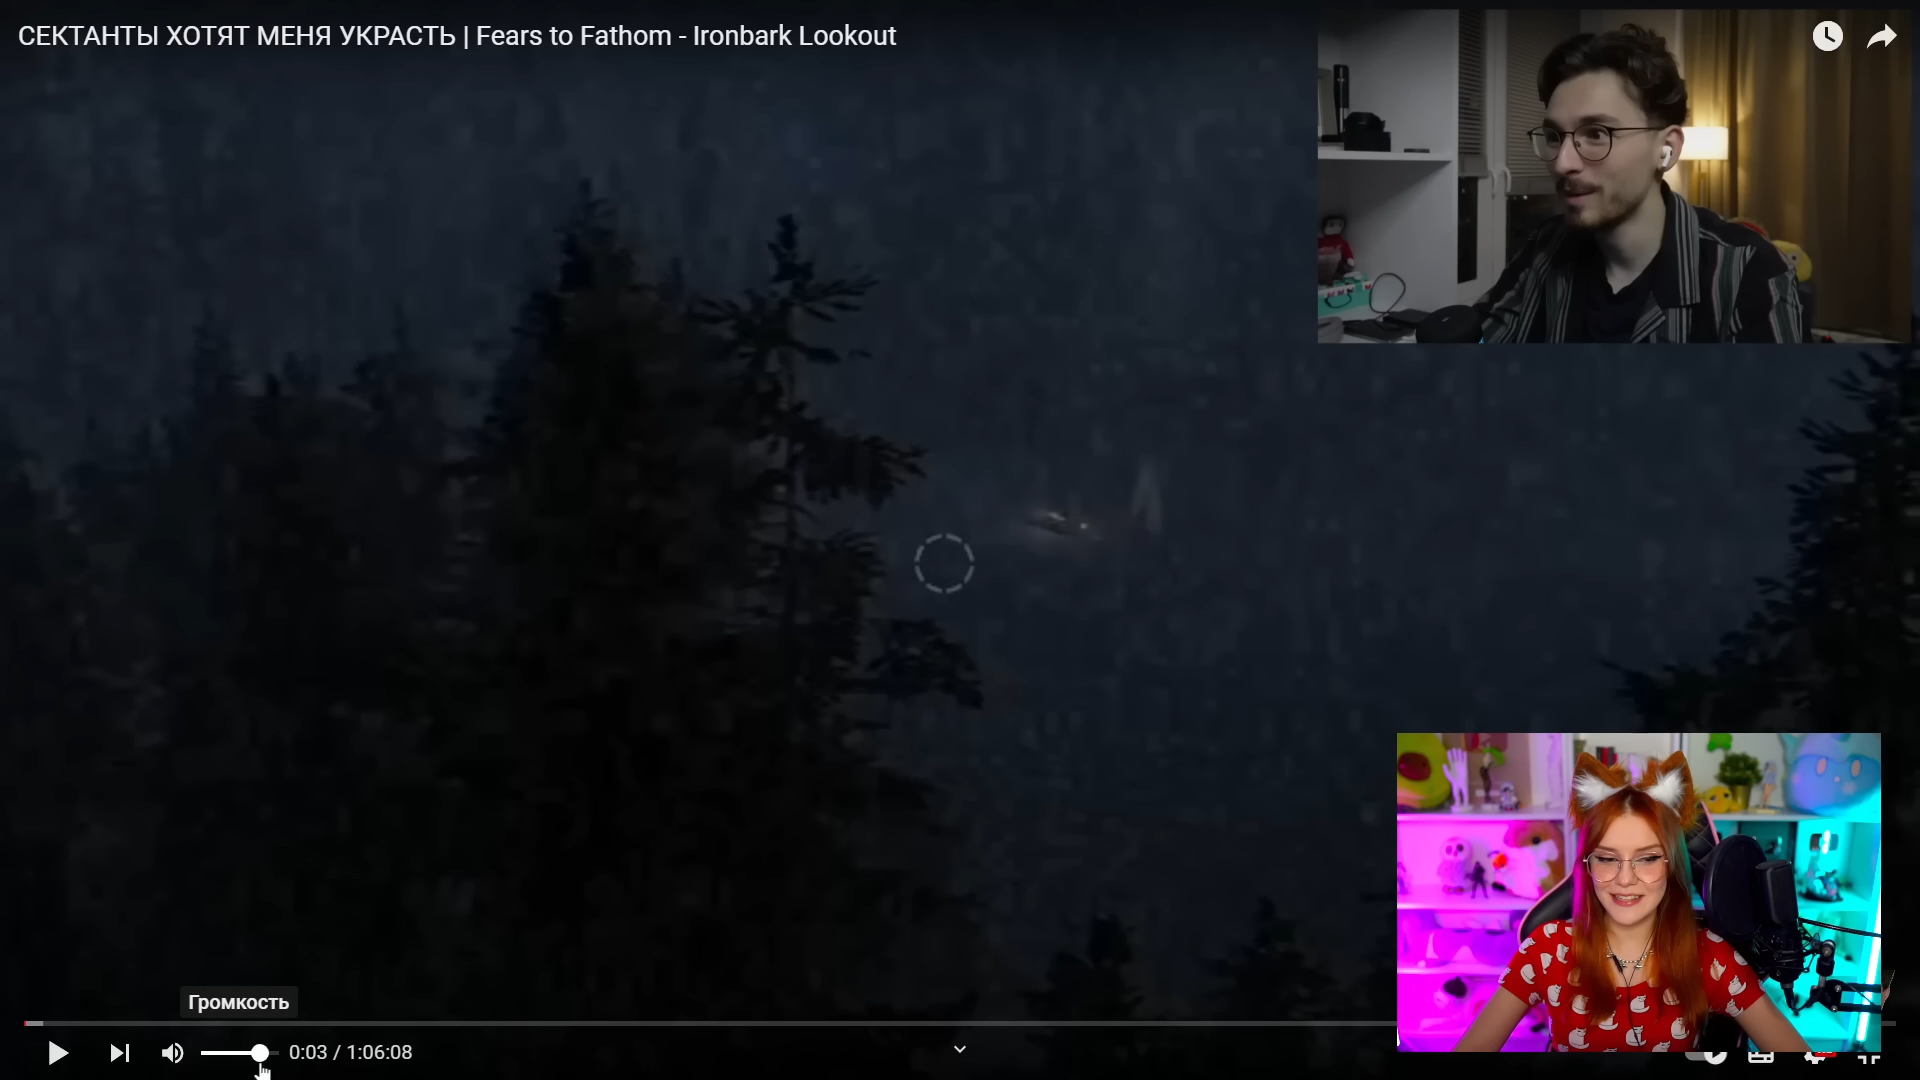 СЕКТАНТЫ ХОТЯТ МЕНЯ УКРАСТЬ | Fears to Fathom - Ironbark Lookout
Громкость
0:03 / 1:06:08